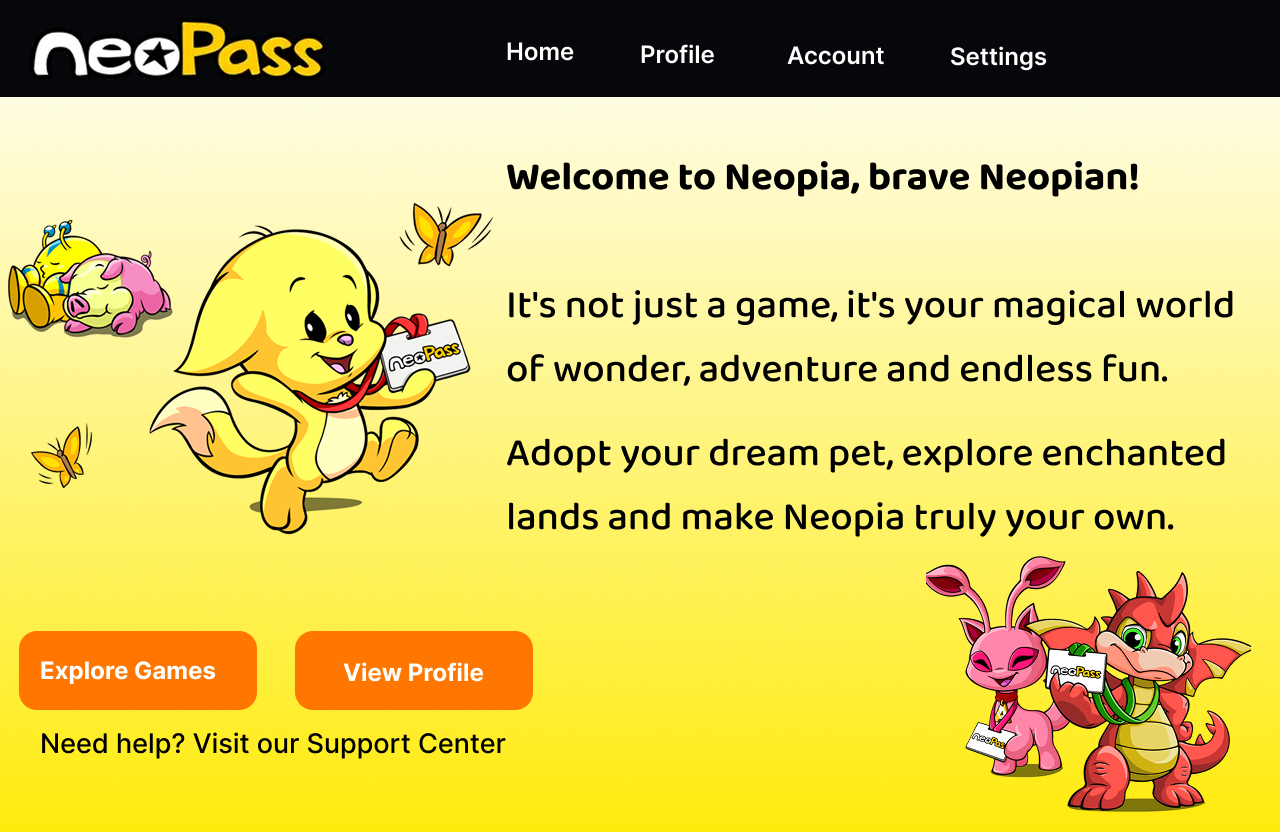 neoPass
Home Profile Account Settings
Welcome to Neopia, brave Neopian!
It's not just a game, it's your magical world
of wonder, adventure and endless fun.
neoPass
Adopt your dream pet, explore enchanted
lands and make Neopia truly your own.
Explore Games View Profile
neoPass
neoPass
Need help? Visit our Support Center